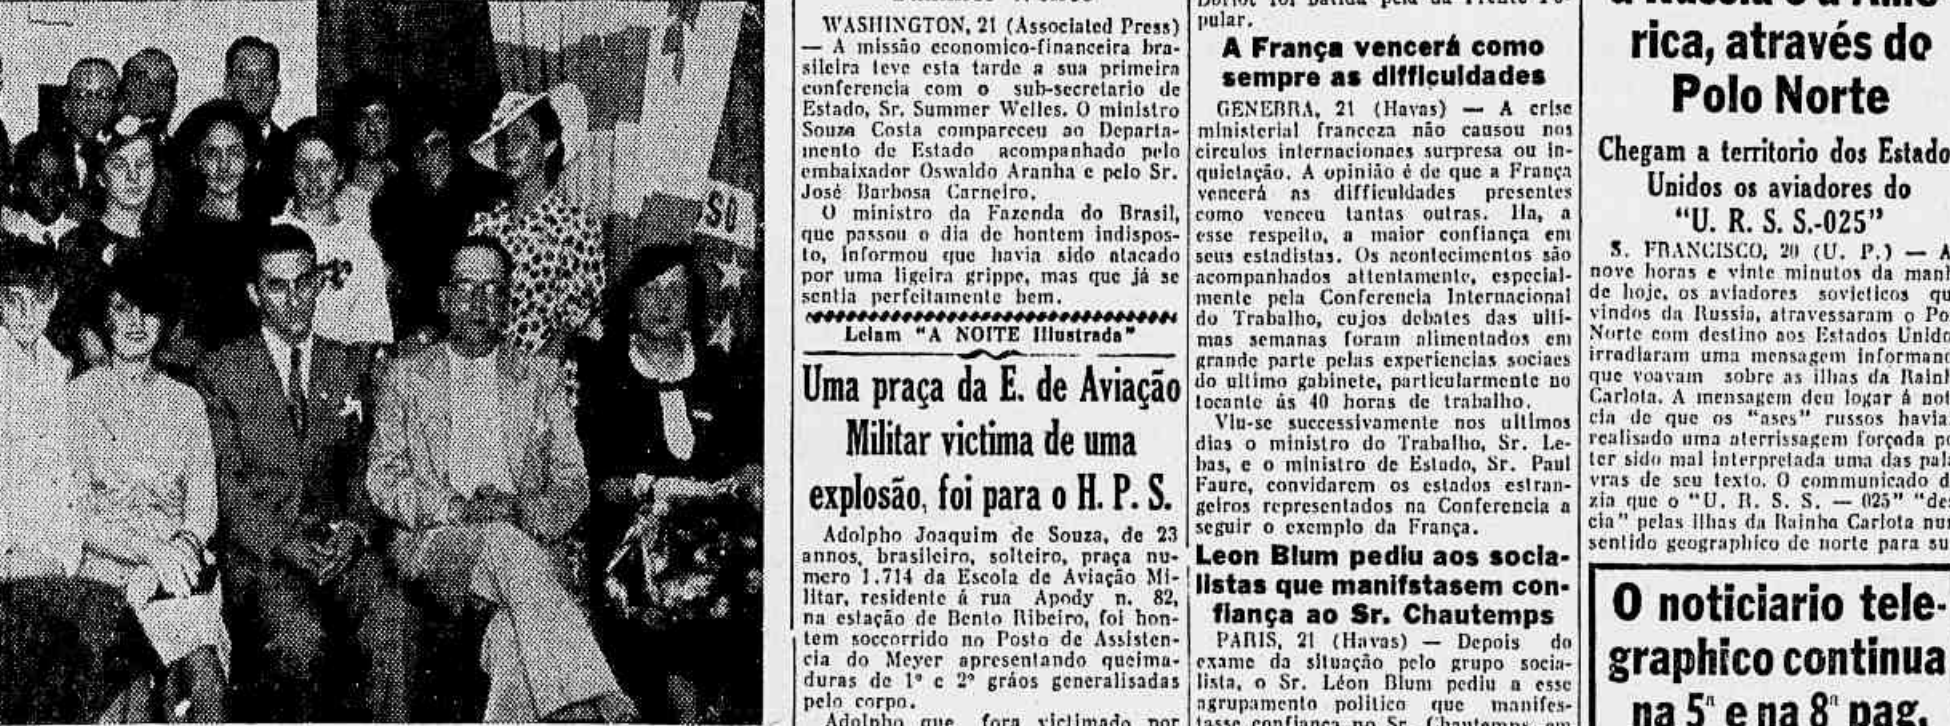 SO
WASHINGTON, 21 (Associated Press)
— A missão economico-financeira bra-
sileira teve esta tarde a sua primeira
conferencia com o sub-secretario de
Estado, Sr. Summer Welles. O ministro
Souza Costa compareceu ao Departa-
mento de Estado acompanhado pelo
embaixador Oswaldo Aranha e pelo Sr.
José Barbosa Carneiro.
O ministro da Fazenda do Brasil,
que passou o dia de hontem indispos-
to, informou que havia sido atacado
por uma ligeira grippe, mas que já se
sentia perfeitamente bem.
Leiam "A NOITE Illustrada"
Uma praça da E. de Aviação
Militar victima de uma
explosão, foi para o H. P. S.
Adolpho Joaquim de Souza, de 23
annos, brasileiro, solteiro, praça nu-
mero 1.714 da Escola de Aviação Mi-
litar, residente á rua Apody n. 82,
na estação de Bento Ribeiro, foi hon-
tem soccorrido no Posto de Assisten-
cia do Meyer apresentando queima-
duras de 1º e 2º gráos generalisadas
pelo corpo.
Adolpho que fora victimado por
pular.
A França vencerá como
sempre as difficuldades
GENEBRA, 21 (Havas) — A crise
ministerial franceza não causou nos
circulos internacionaes surpresa ou in-
quietação. A opinião é de que a França
vencerá as difficuldades presentes
como venceu tantas outras. Ha, a
esse respeito, a maior confiança em
seus estadistas. Os acontecimentos são
acompanhados attentamente, especial-
mente pela Conferencia Internacional
do Trabalho, cujos debates das ulti-
mas semanas foram alimentados em
grande parte pelas experiencias sociaes
do ultimo gabinete, particularmente no
tocante ás 40 horas de trabalho.
Viu-se successivamente nos ultimos
dias o ministro do Trabalho, Sr. Le-
bas, e o ministro de Estado, Sr. Paul
Faure, convidarem os estados estran-
geiros representados na Conferencia a
seguir o exemplo da França.
Leon Blum pediu aos socia-
listas que manifstasem con-
fiança ao Sr. Chautemps
PARIS, 21 (Havas) — Depois do
exame da situação pelo grupo socia-
lista, o Sr. Léon Blum pediu a esse
agrupamento politico que manifes-
tasse confiança no Sr. Chautemps em
a Russia e a Ame-
rica, através do
Polo Norte
Chegam a territorio dos Estado
Unidos os aviadores do
"U. R. S. S.-025"
S. FRANCISCO, 20 (U. P.) — A
nove horas e vinte minutos da manh
de hoje, os aviadores sovieticos qu
vindos da Russia, atravessaram o Po
Norte com destino aos Estados Unido
irradiaram uma mensagem informand
que voavam sobre as ilhas da Rainh
Carlota. A mensagem deu logar á noti
cia de que os "ases" russos havia
realisado uma aterrissagem forçada po
ter sido mal interpretada uma das pala
vras de seu texto. O communicado d
zia que o "U. R. S. S. — 025" "de
cia" pelas ilhas da Rainha Carlota num
sentido geographico de norte para su
O noticiario tele-
graphico continua
na 5ª e na 8ª pag.